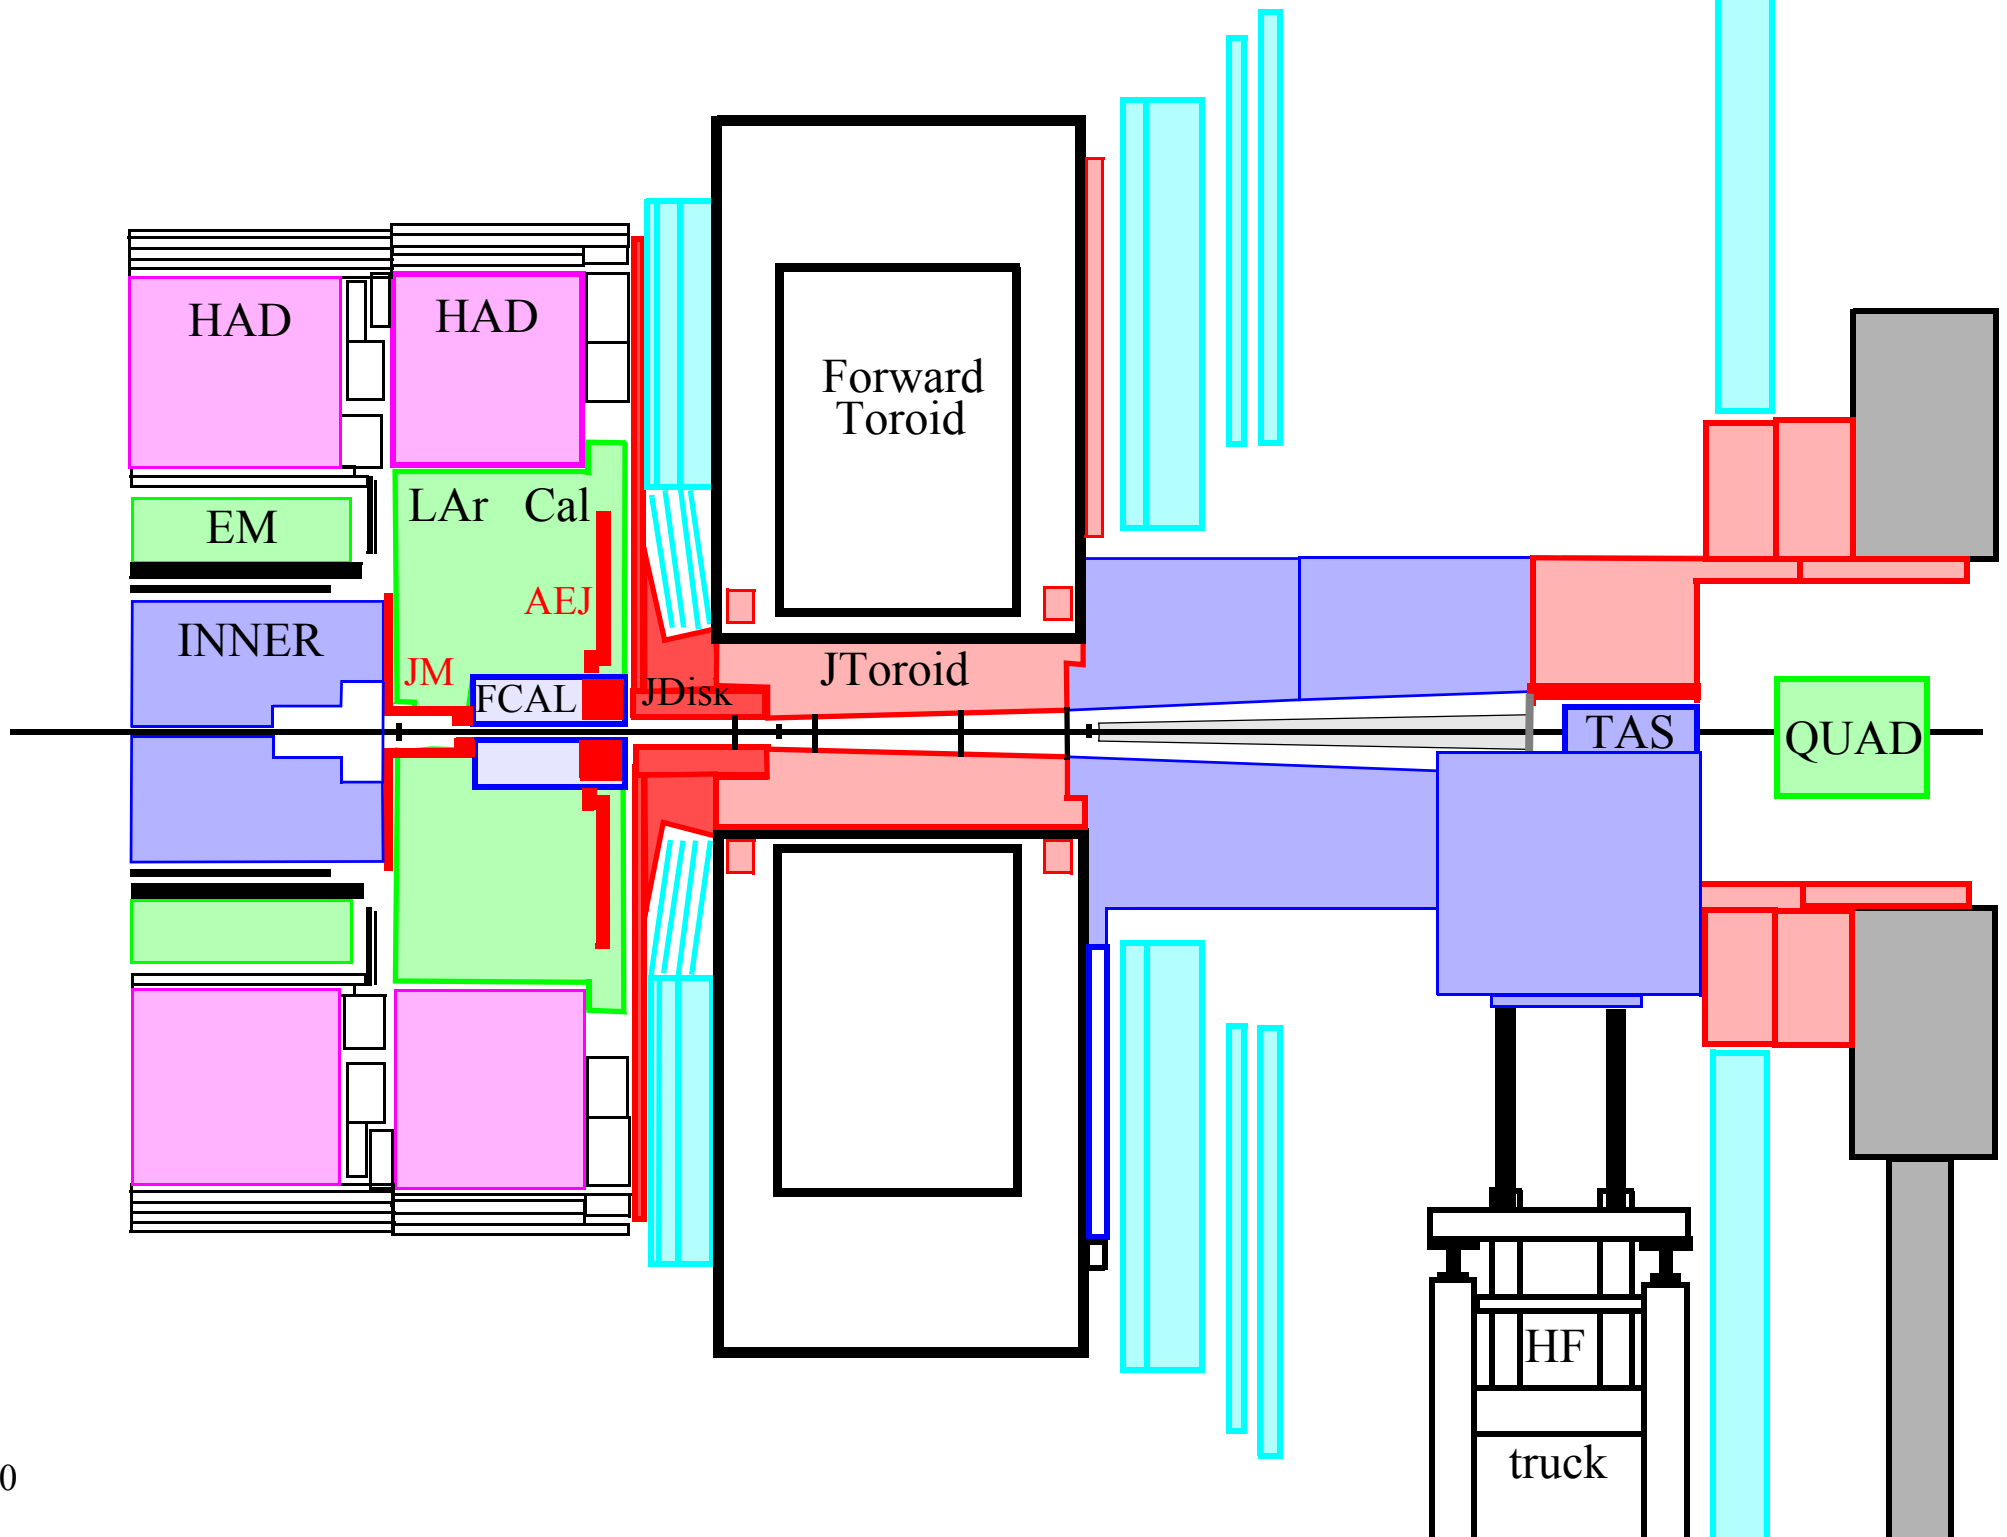 HAD
HAD
Forward
Toroid
LAr Cal
EM
AEJ
INNER
JM
JToroid
FCAL
JDisk
TAS
QUAD
HF
truck
0